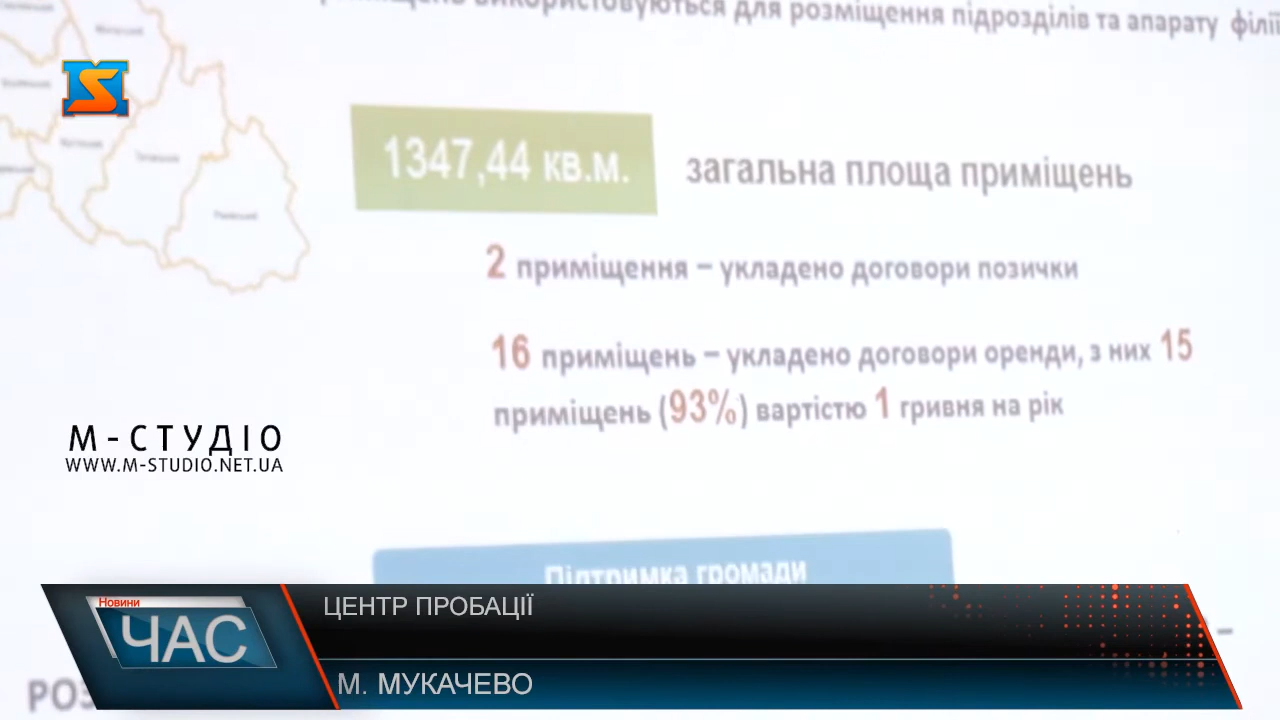 використовуються для розміщення підрозділів та апарату філії
1347,44 кв.м.
загальна площа приміщень
2 приміщення – укладено договори позички
16 приміщень – укладено договори оренди, з них 15
приміщень (93%) вартістю 1 гривня на рік
М-СТУДІО
WWW.M-STUDIO.NET.UA
Підтримка громади
Новини
ЧАС
ЦЕНТР ПРОБАЦІЇ
М. МУКАЧЕВО
РОЗ